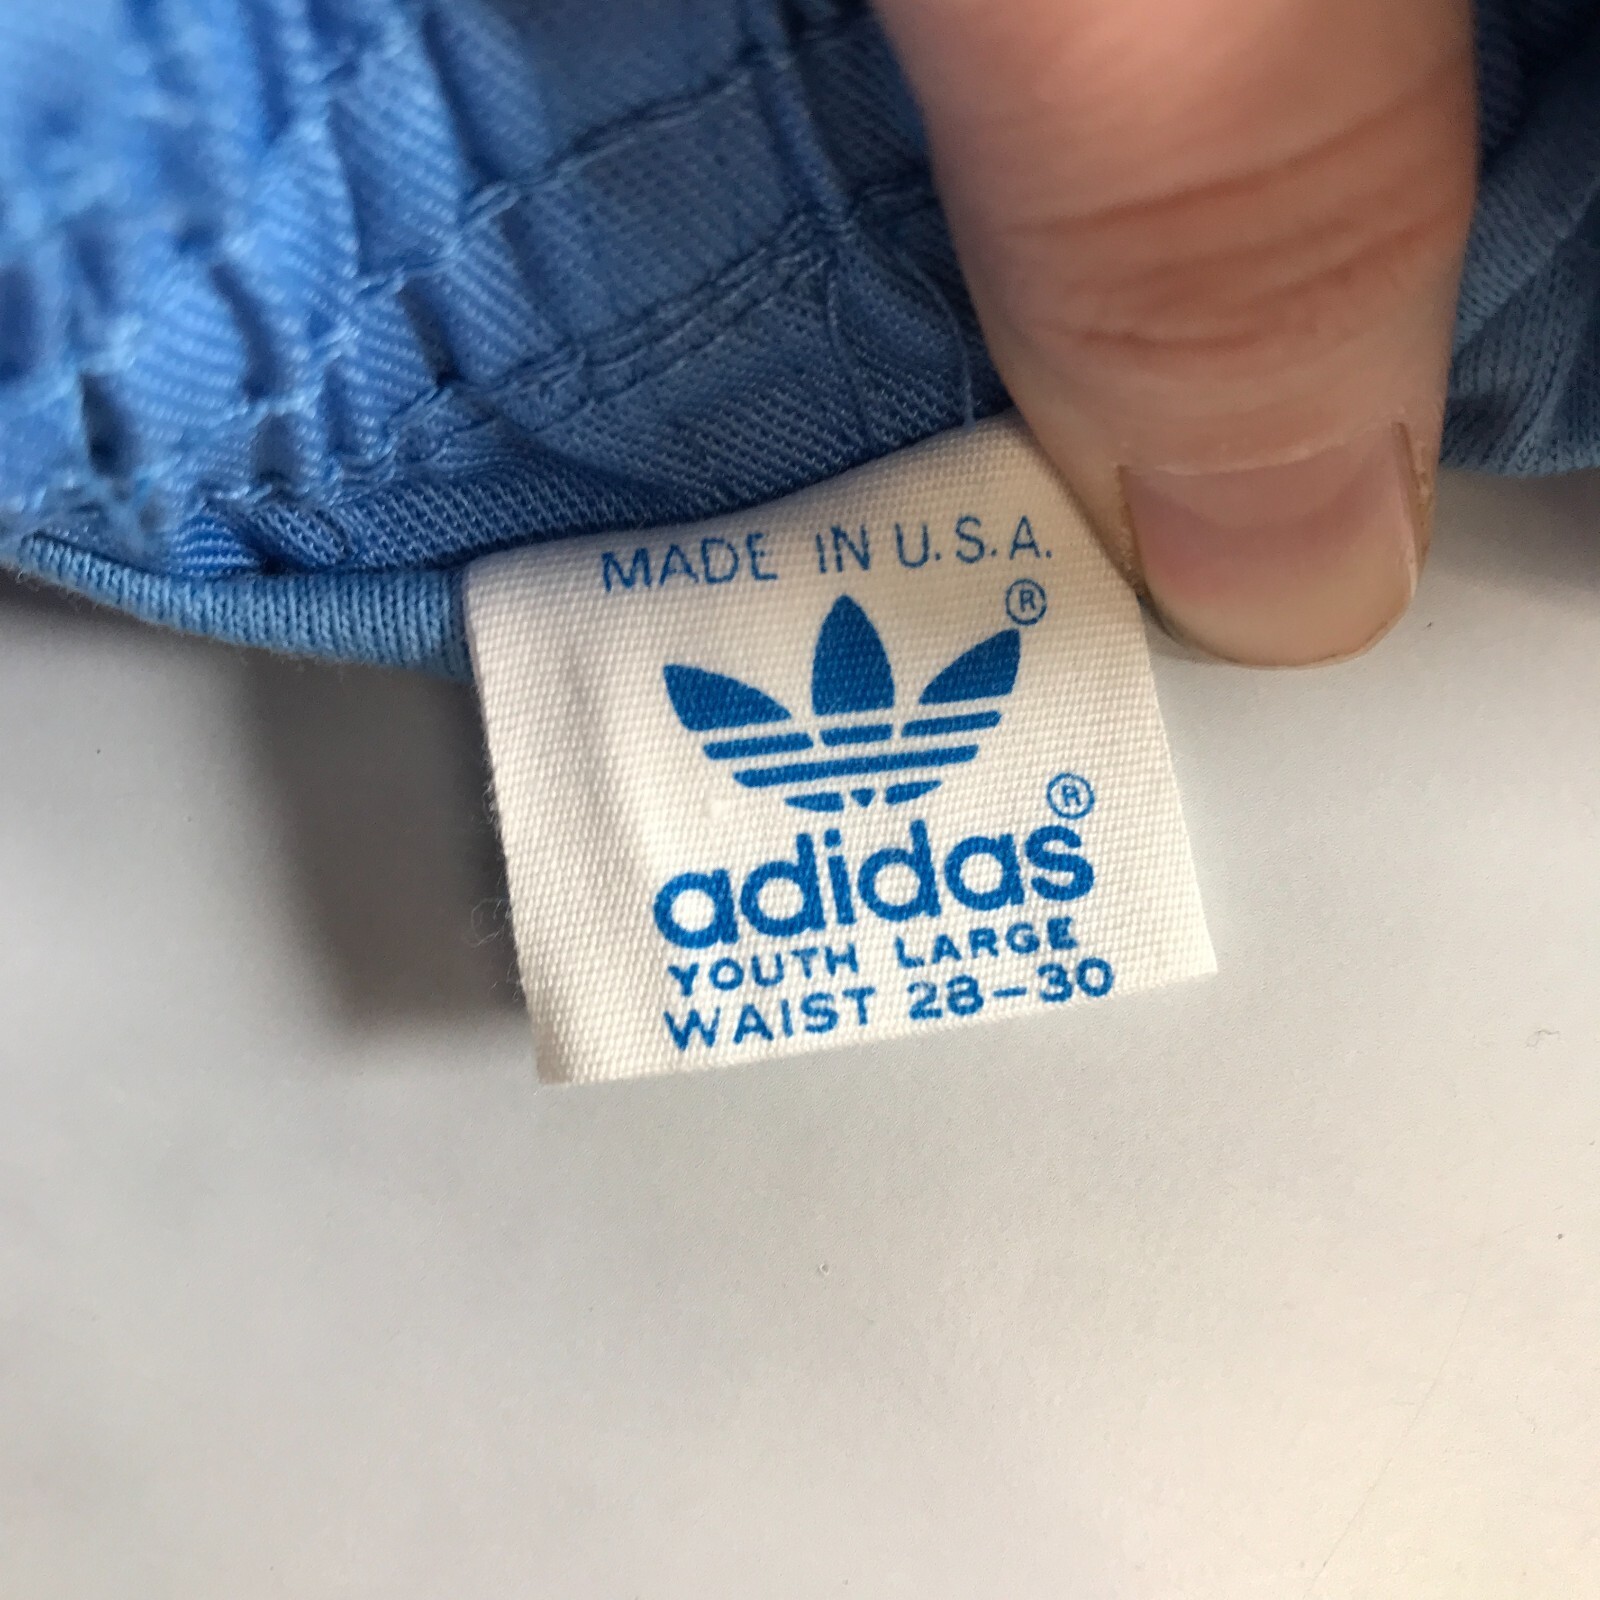 MADE IN U.S.A.
®
®
adidas
YOUTH LARGE
WAIST 28-30